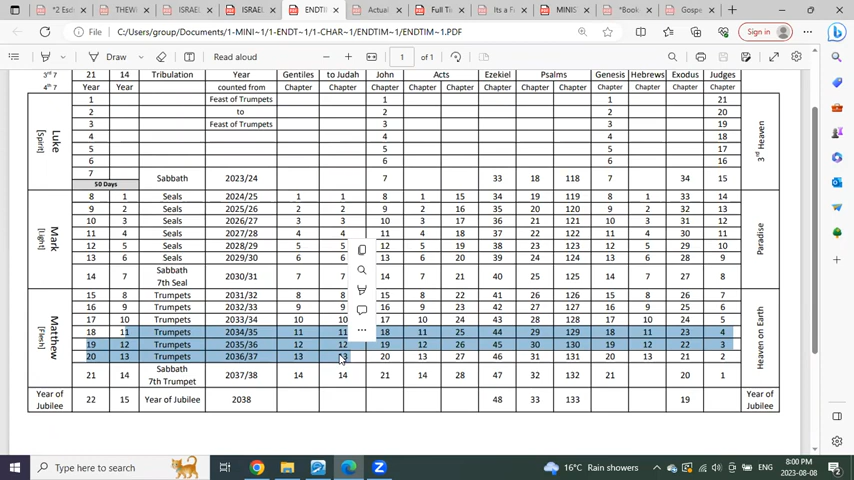 *2 Esd
THEWI
ISRAEL
ISRAEL
ENDTI
Actual
Full Ti
Its a Fe
MINIS
*Book
Gospe
C:/Users/group/Documents/1-MINI~1/1-ENDT~1/1-CHAR~1/ENDTIM~1/ENDTIM~1.PDF
Sign in
Draw
Read aloud
1 of 1
3rd 7 21 14 Tribulation Year Gentiles to Judah John Acts Ezekiel Psalms Genesis Hebrews Exodus Judges
4th 7 Year Year counted from Chapter Chapter Chapter Chapter Chapter Chapter Chapter Chapter Chapter Chapter Chapter Chapter
Luke [Spirit]
1 Feast of Trumpets 1 1 21
2 to 2 2 20
3 Feast of Trumpets 3 3 19
4 4 4 18
5 5 5 17
6 6 6 16
7 Sabbath 2023/24 7 33 18 118 7 34 15
50 Days
3rd Heaven
Mark [Light]
8 1 Seals 2024/25 1 1 8 1 15 34 19 119 8 1 33 14
9 2 Seals 2025/26 2 2 9 2 16 35 20 120 9 2 32 13
10 3 Seals 2026/27 3 3 10 3 17 36 21 121 10 3 31 12
11 4 Seals 2027/28 4 4 11 4 18 37 22 122 11 4 30 11
12 5 Seals 2028/29 5 5 12 5 19 38 23 123 12 5 29 10
13 6 Seals 2029/30 6 6 13 6 20 39 24 124 13 6 28 9
14 7 Sabbath 7th Seal 2030/31 7 7 14 7 21 40 25 125 14 7 27 8
Paradise
Matthew [Flesh]
15 8 Trumpets 2031/32 8 8 15 8 22 41 26 126 15 8 26 7
16 9 Trumpets 2032/33 9 9 16 9 23 42 27 127 16 9 25 6
17 10 Trumpets 2033/34 10 10 17 10 24 43 28 128 17 10 24 5
18 11 Trumpets 2034/35 11 11 18 11 25 44 29 129 18 11 23 4
19 12 Trumpets 2035/36 12 12 19 12 26 45 30 130 19 12 22 3
20 13 Trumpets 2036/37 13 13 20 13 27 46 31 131 20 13 21 2
21 14 Sabbath 7th Trumpet 2037/38 14 14 21 14 28 47 32 132 21 20 1
Heaven on Earth
Year of Jubilee 22 15 Year of Jubilee 2038 48 33 133 19 Year of Jubilee
Type here to search
16°C Rain showers
ENG
8:00 PM
2023-08-08